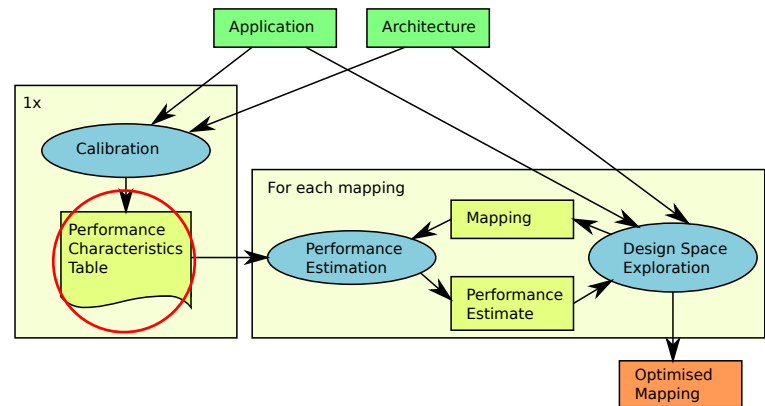 Application
Architecture
1x
Calibration
Performance
Characteristics
Table
For each mapping
Performance
Estimation
Mapping
Performance
Estimate
Design Space
Exploration
Optimised
Mapping